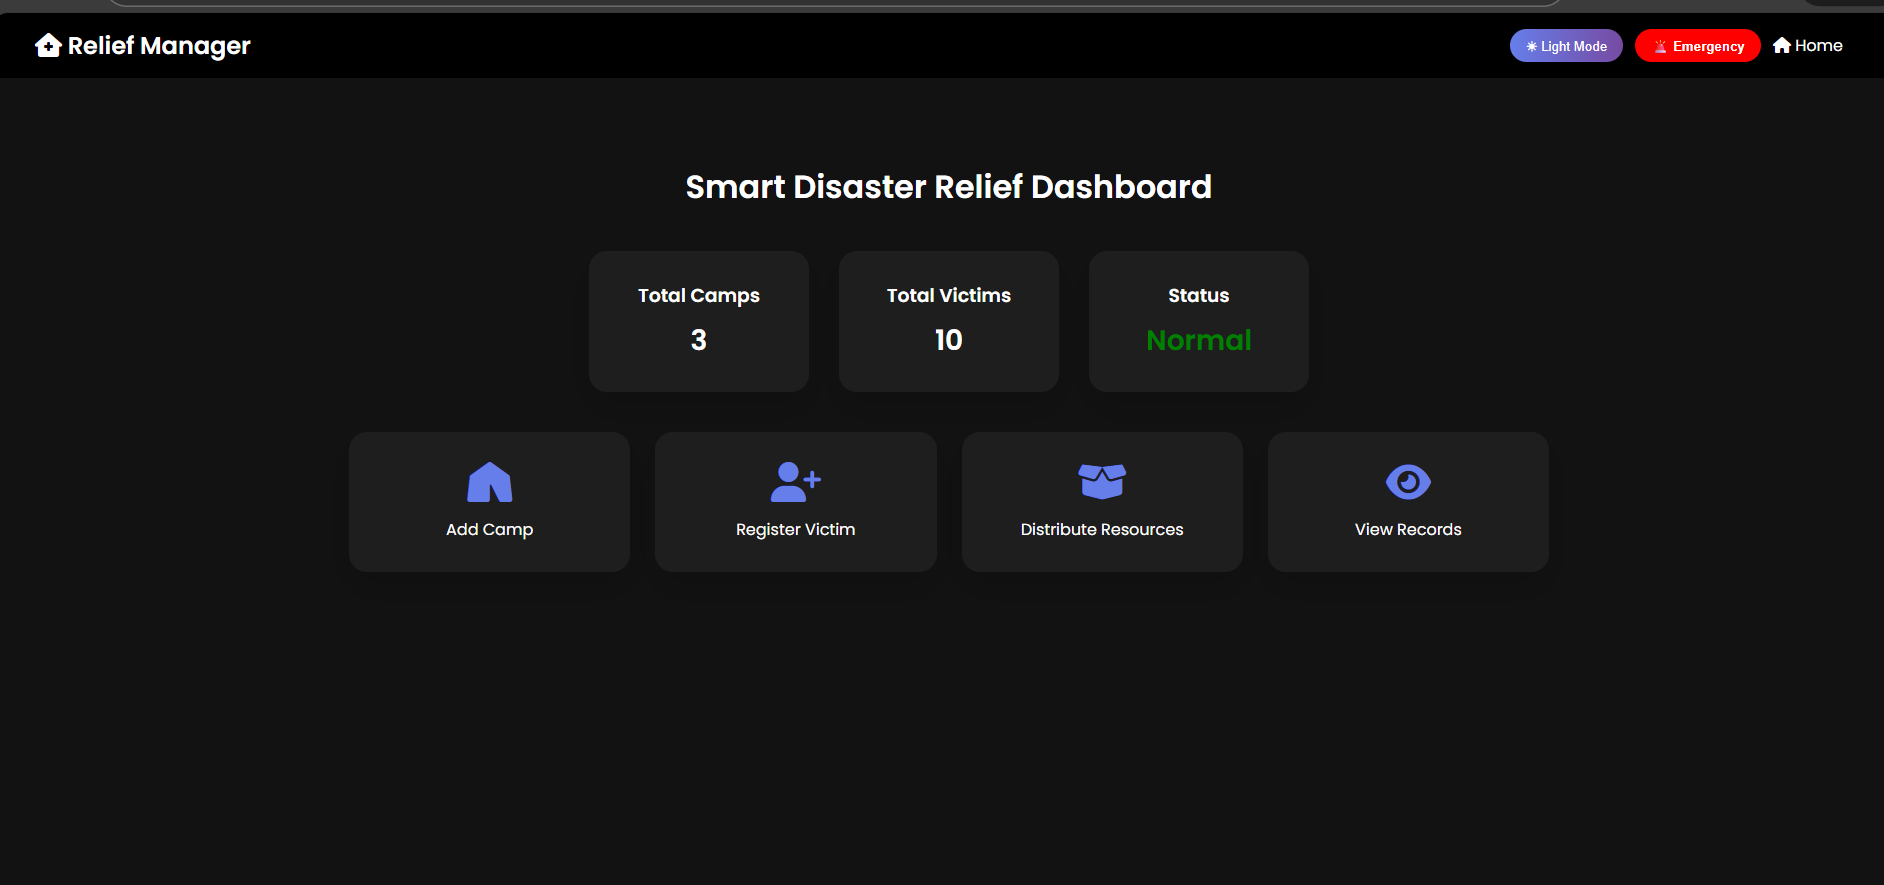 Relief Manager
☀ Light Mode
🚨 Emergency
Home
Smart Disaster Relief Dashboard
Total Camps
3
Total Victims
10
Status
Normal
Add Camp
Register Victim
Distribute Resources
View Records